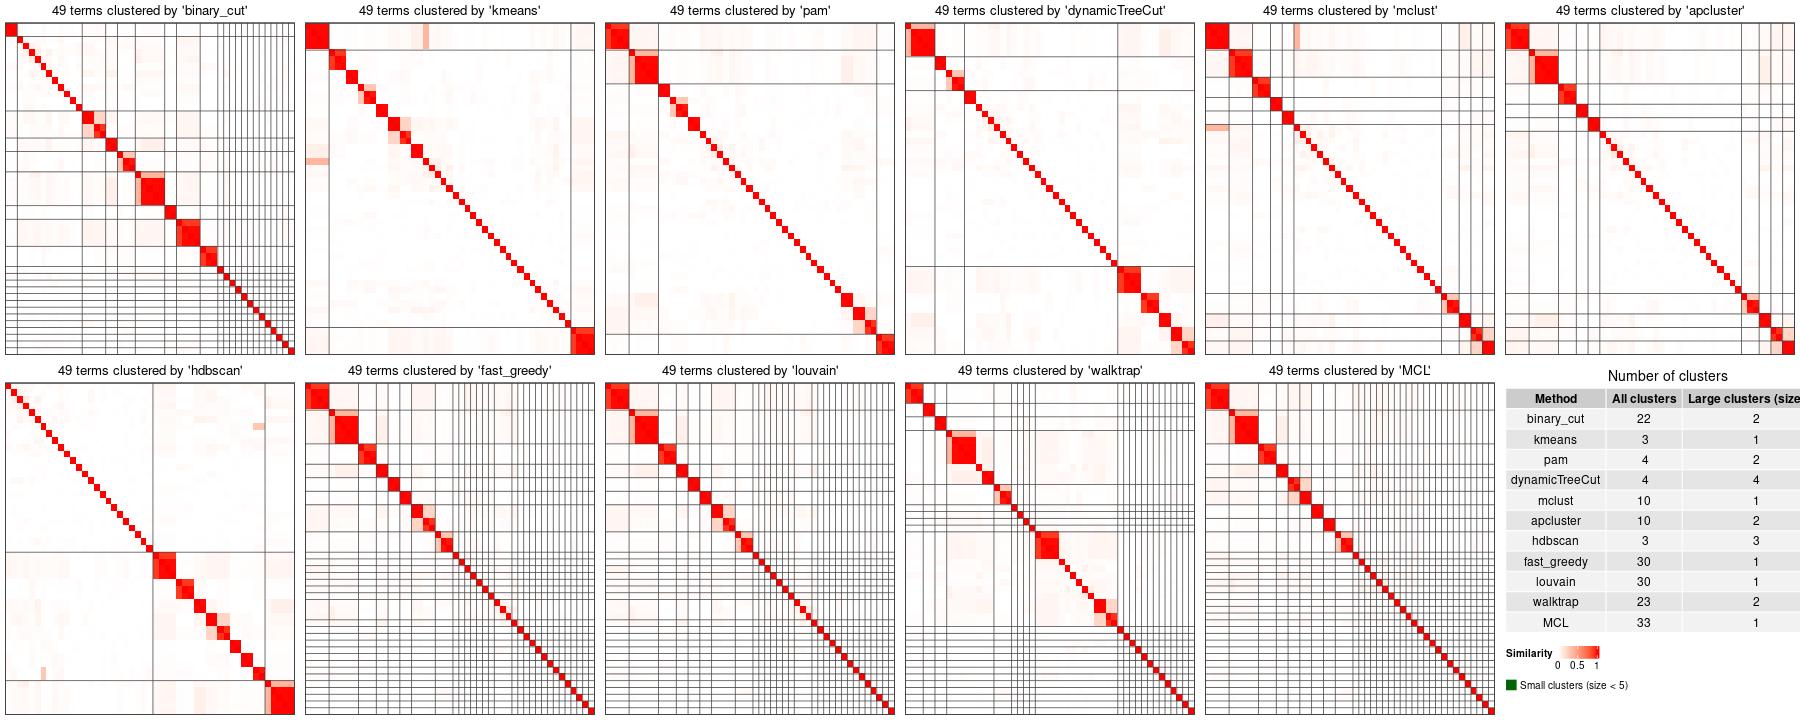 49 terms clustered by 'binary_cut'
49 terms clustered by 'kmeans'
49 terms clustered by 'pam'
49 terms clustered by 'dynamicTreeCut'
49 terms clustered by 'mclust'
49 terms clustered by 'apcluster'
49 terms clustered by 'hdbscan'
49 terms clustered by 'fast_greedy'
49 terms clustered by 'louvain'
49 terms clustered by 'walktrap'
49 terms clustered by 'MCL'
Number of clusters
Method All clusters Large clusters (size
binary_cut 22 2
kmeans 3 1
pam 4 2
dynamicTreeCut 4 4
mclust 10 1
apcluster 10 2
hdbscan 3 3
fast_greedy 30 1
louvain 30 1
walktrap 23 2
MCL 33 1
Similarity
0 0.5 1
Small clusters (size < 5)